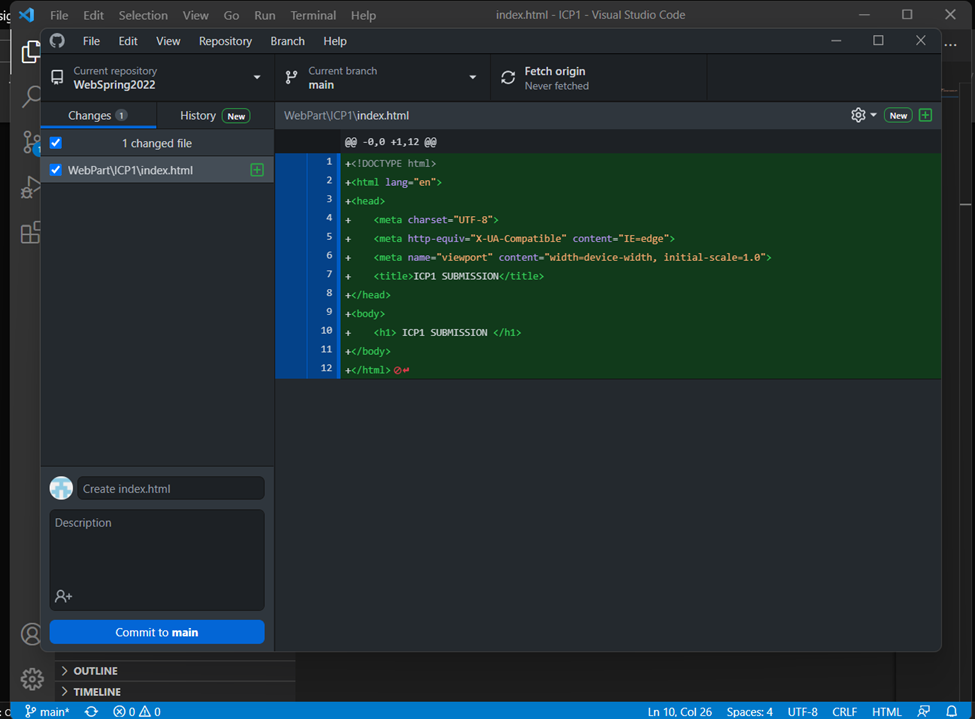 File Edit Selection View Go Run Terminal Help index.html - ICP1 - Visual Studio Code
File Edit View Repository Branch Help
Current repository
WebSpring2022
Current branch
main
Fetch origin
Never fetched
Changes 1 History New
WebPart\ICP1\index.html New
1 changed file
WebPart\ICP1\index.html
@@ -0,0 +1,12 @@
1 +<!DOCTYPE html>
2 +<html lang="en">
3 +<head>
4 + <meta charset="UTF-8">
5 + <meta http-equiv="X-UA-Compatible" content="IE=edge">
6 + <meta name="viewport" content="width=device-width, initial-scale=1.0">
7 + <title>ICP1 SUBMISSION</title>
8 +</head>
9 +<body>
10 + <h1> ICP1 SUBMISSION </h1>
11 +</body>
12 +</html>
Create index.html
Description
Commit to main
OUTLINE
TIMELINE
main* 0 0 Ln 10, Col 26 Spaces: 4 UTF-8 CRLF HTML